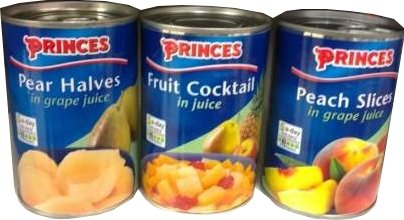 PRINCES
Pear Halves
in grape juice
PRINCES
Fruit Cocktail
in juice
PRINCES
Peach Slices
in grape juice